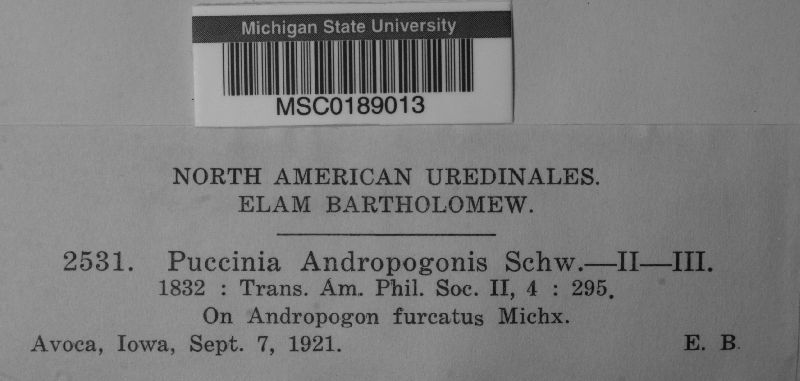 Michigan State University
MSC0189013
NORTH AMERICAN UREDINALES.
ELAM BARTHOLOMEW.
2531. Puccinia Andropogonis Schw.—II—III.
1832 : Trans. Am. Phil. Soc. II, 4 : 295.
On Andropogon furcatus Michx.
Avoca, Iowa, Sept. 7, 1921. E. B.